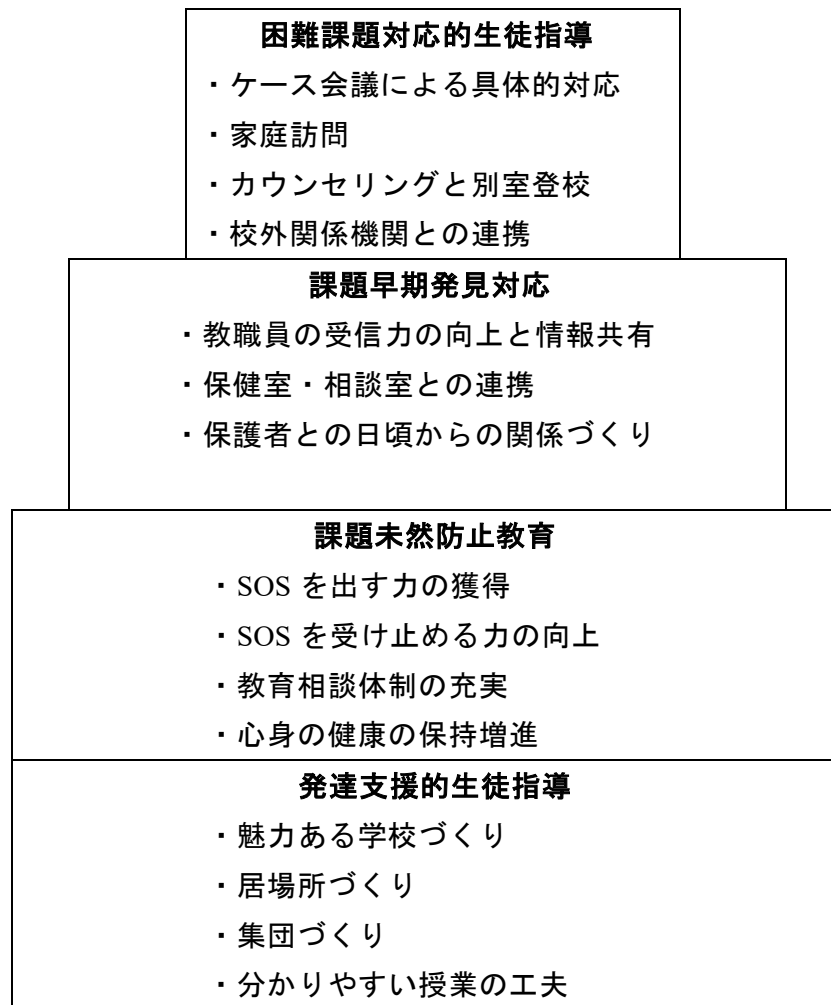 困難課題対応的生徒指導
・ケース会議による具体的対応
・家庭訪問
・カウンセリングと別室登校
・校外関係機関との連携
課題早期発見対応
・教職員の受信力の向上と情報共有
・保健室・相談室との連携
・保護者との日頃からの関係づくり
課題未然防止教育
・SOS を出す力の獲得
・SOS を受け止める力の向上
・教育相談体制の充実
・心身の健康の保持増進
発達支援的生徒指導
・魅力ある学校づくり
・居場所づくり
・集団づくり
・分かりやすい授業の工夫